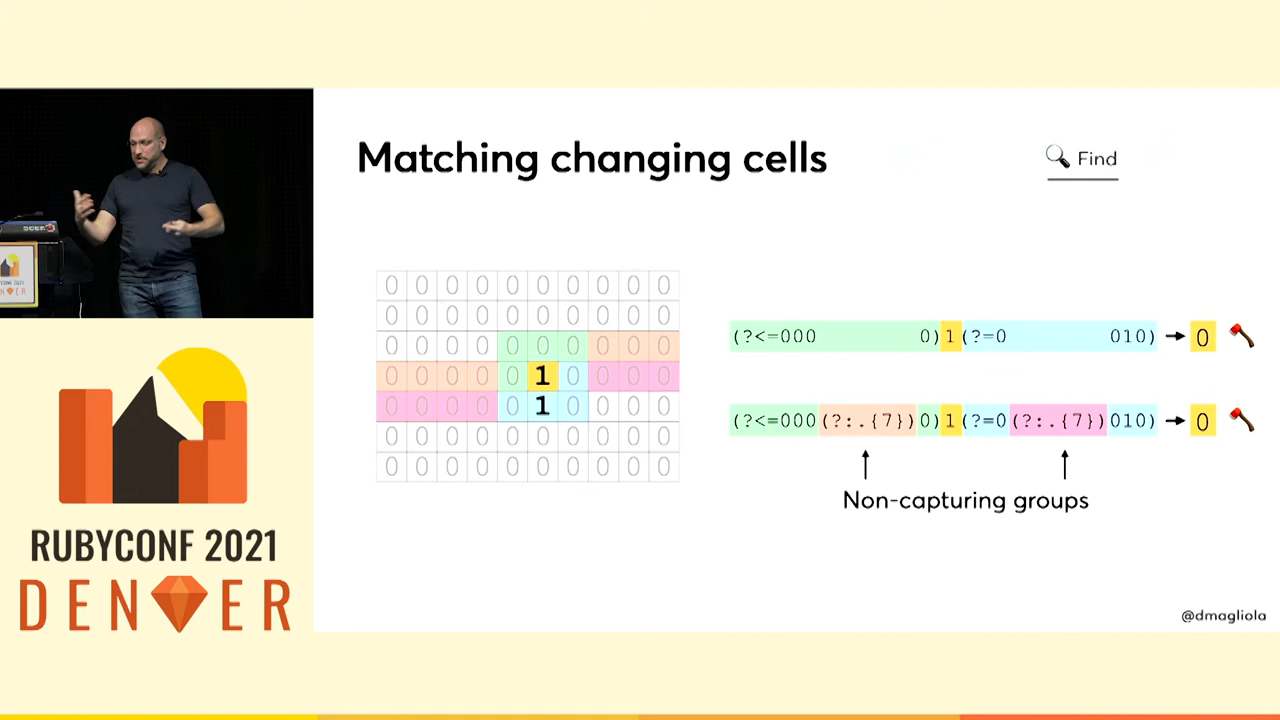 Matching changing cells
Find
0 0 0 0 0 0 0 0 0 0
0 0 0 0 0 0 0 0 0 0
0 0 0 0 0 0 0 0 0 0
0 0 0 0 0 1 0 0 0 0
0 0 0 0 0 1 0 0 0 0
0 0 0 0 0 0 0 0 0 0
0 0 0 0 0 0 0 0 0 0
(?<=000 0)1(?=0 010) → 0
(?<=000(?:.{7})0)1(?=0(?:.{7})010) → 0
Non-capturing groups
@dmagliola
RUBYCONF 2021
DENVER